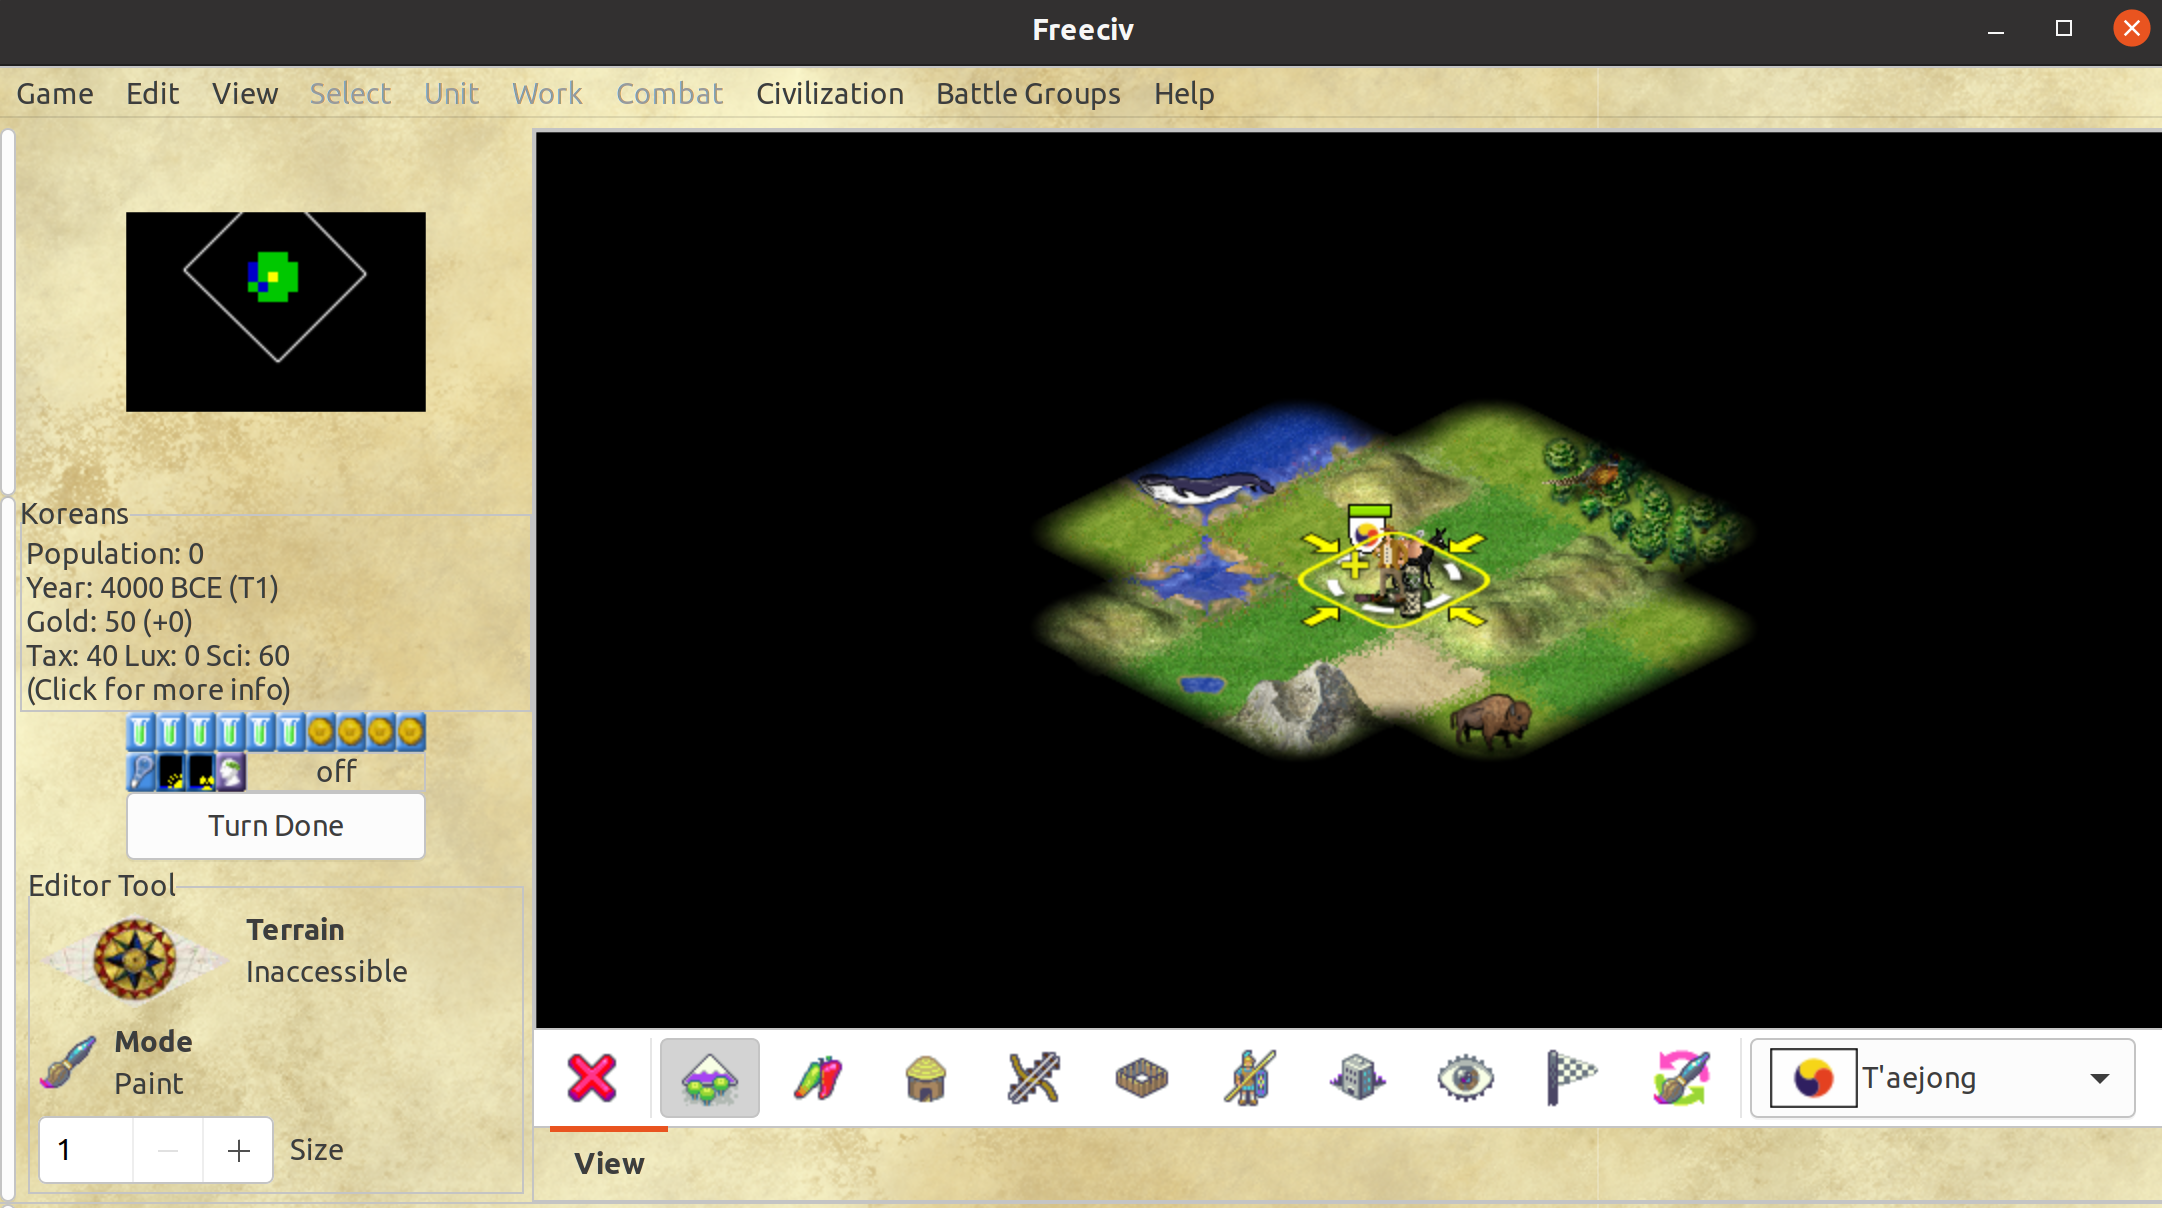 Freeciv
Game Edit View Select Unit Work Combat Civilization Battle Groups Help
Koreans
Population: 0
Year: 4000 BCE (T1)
Gold: 50 (+0)
Tax: 40 Lux: 0 Sci: 60
(Click for more info)
off
Turn Done
Editor Tool
Terrain
Inaccessible
Mode
Paint
1 Size
T'aejong
View